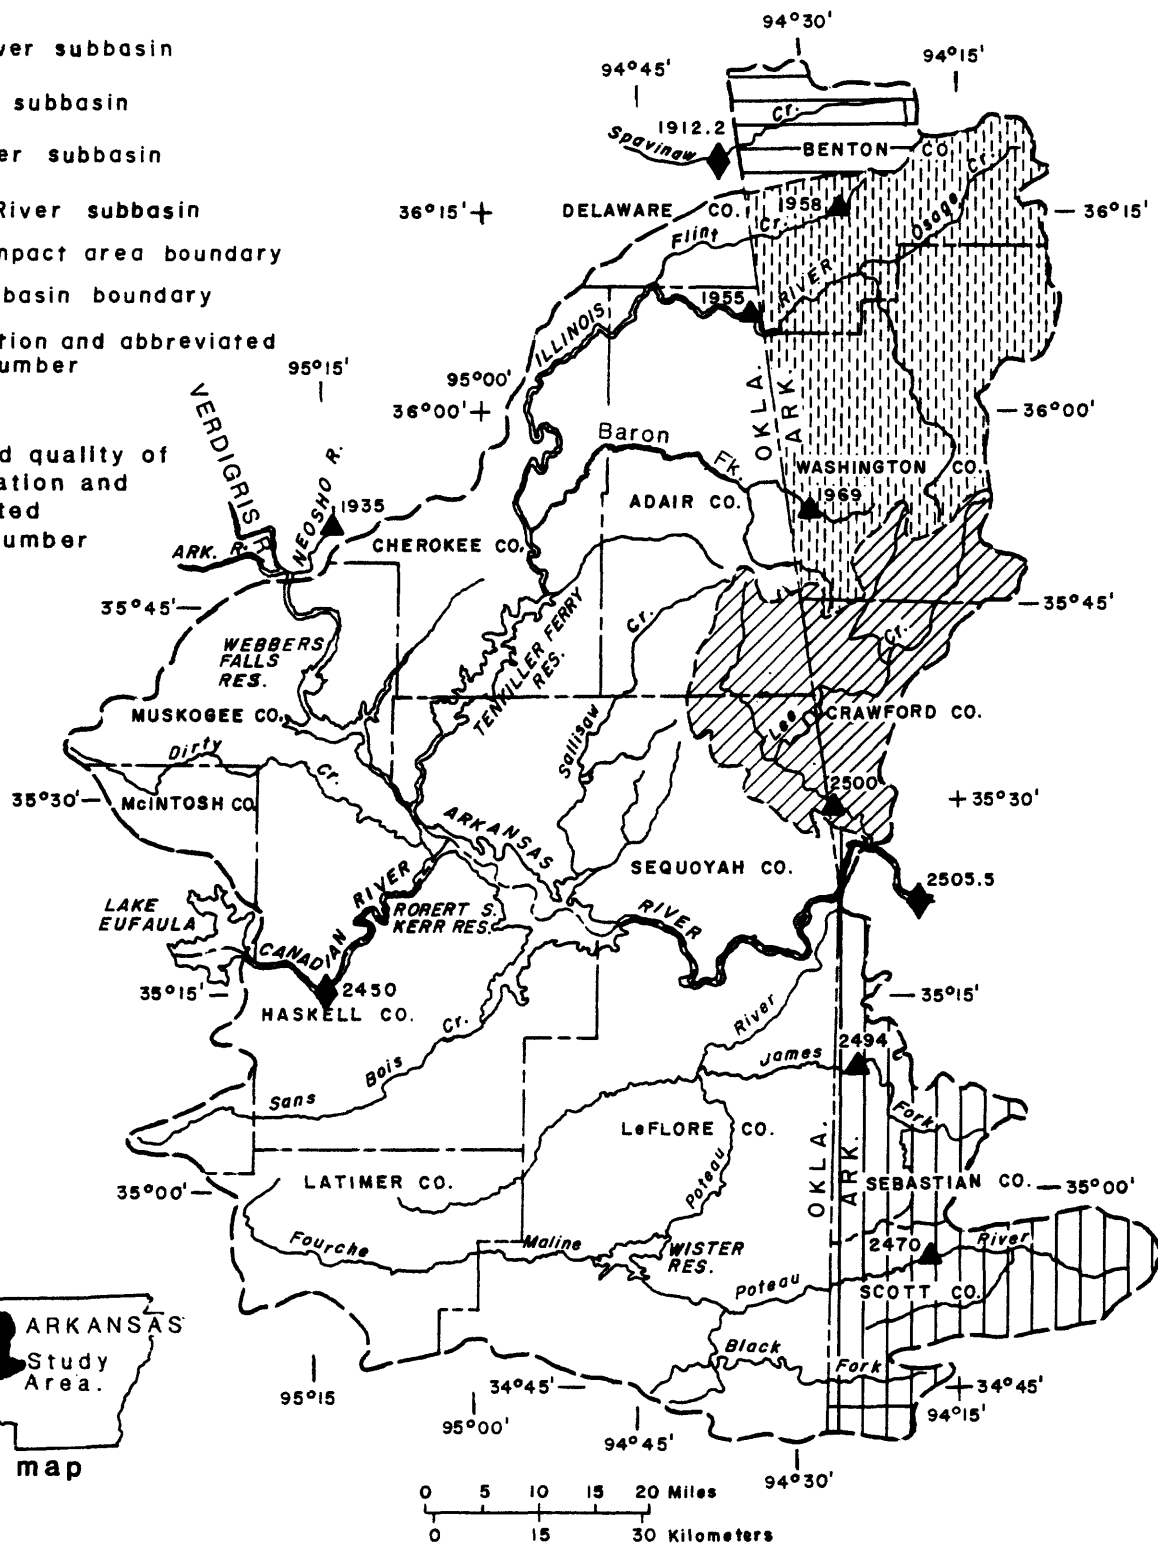 ver subbasin
subbasin
er subbasin
River subbasin
mpact area boundary
basin boundary
tion and abbreviated
umber
d quality of
ation and
ted
umber
94°30'
94°45'
94°15'
1912.2
Spavinaw Cr.
BENTON CO.
36°15'
DELAWARE CO.
1958
36°15'
Flint Cr.
Osage Cr.
1955
ILLINOIS RIVER
95°15'
95°00'
36°00'
OKLA.
ARK.
36°00'
VERDIGRIS R.
NEOSHO R.
1935
ARK. R.
Baron Fk.
ADAIR CO.
WASHINGTON CO.
1969
CHEROKEE CO.
35°45'
35°45'
WEBBERS
FALLS
RES.
TENKILLER FERRY
RES.
Sallisaw Cr.
Cr.
MUSKOGEE CO.
Lee
CRAWFORD CO.
Dirty Cr.
35°30'
McINTOSH CO.
2500
35°30'
ARKANSAS RIVER
SEQUOYAH CO.
2505.5
LAKE
EUFAULA
CANADIAN RIVER
ROBERT S.
KERR RES.
35°15'
2450
35°15'
HASKELL CO.
Sans Bois Cr.
River
James Fork
2494
LeFLORE CO.
OKLA.
ARK.
Poteau
35°00'
LATIMER CO.
SEBASTIAN CO.
35°00'
Fourche Maline
WISTER
RES.
2470
Poteau River
SCOTT CO.
Black Fork
ARKANSAS
Study
Area.
map
95°15
95°00'
34°45'
94°45'
94°30'
34°45'
94°15'
0 5 10 15 20 Miles
0 15 30 Kilometers